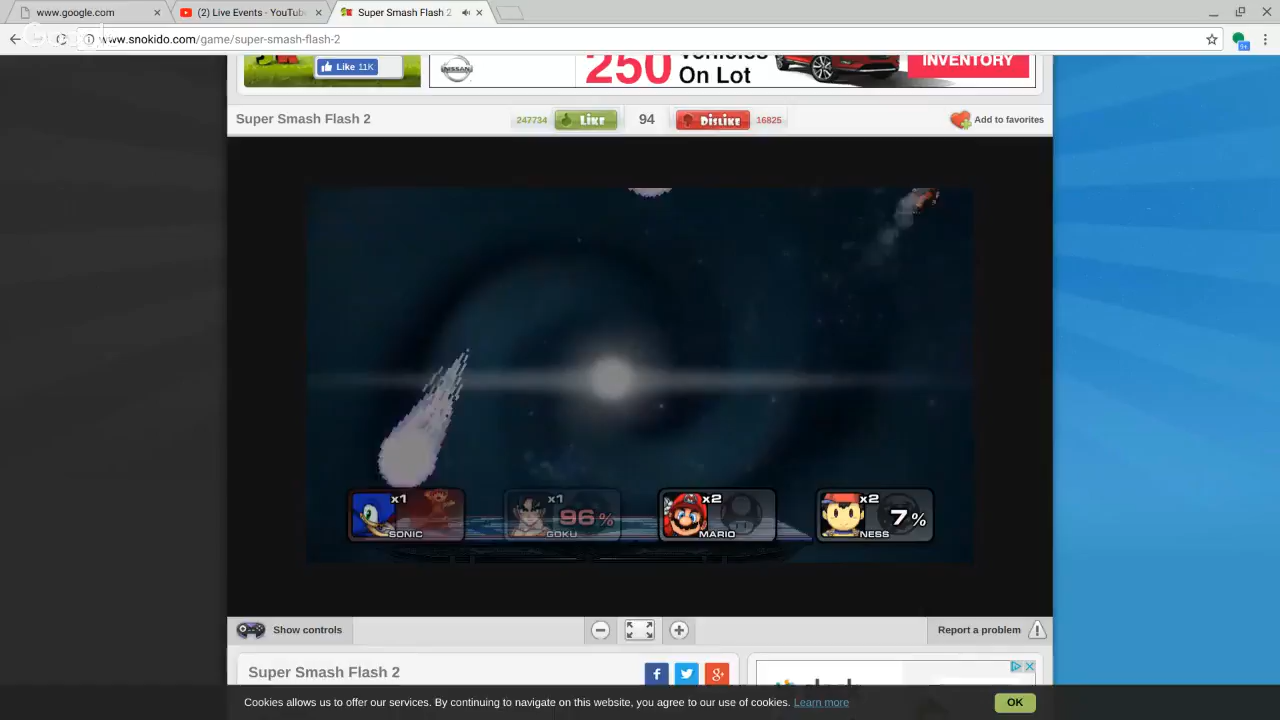 www.google.com
(2) Live Events - YouTub
Super Smash Flash 2
www.snokido.com/game/super-smash-flash-2
Like 11K
NISSAN
250
Vehicles
On Lot
INVENTORY
Super Smash Flash 2
247734
LIKE
94
DISLIKE
16825
Add to favorites
x1
SONIC
x1
96%
GOKU
x2
MARIO
x2
7%
NESS
Show controls
Report a problem
Super Smash Flash 2
Cookies allows us to offer our services. By continuing to navigate on this website, you agree to our use of cookies. Learn more
OK